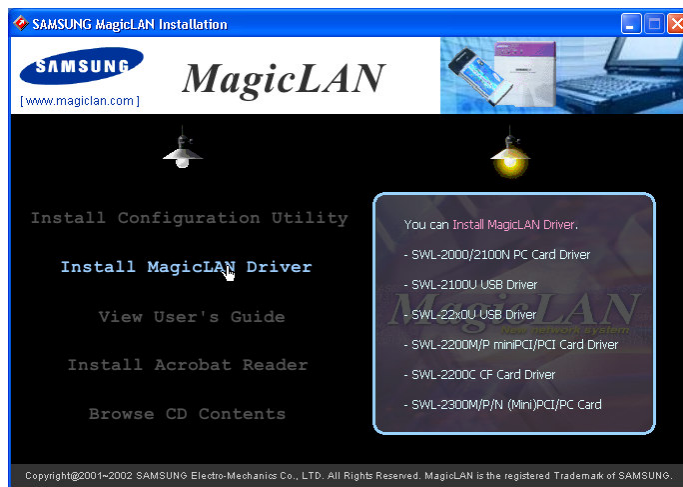 SAMSUNG MagicLAN Installation
SAMSUNG
[www.magiclan.com]
MagicLAN
Install Configuration Utility
Install MagicLAN Driver
View User's Guide
Install Acrobat Reader
Browse CD Contents
You can Install MagicLAN Driver.
- SWL-2000/2100N PC Card Driver
- SWL-2100U USB Driver
- SWL-22x0U USB Driver
- SWL-2200M/P miniPCI/PCI Card Driver
- SWL-2200C CF Card Driver
- SWL-2300M/P/N (Mini)PCI/PC Card
MagicLAN
New network system
Copyright@2001~2002 SAMSUNG Electro-Mechanics Co., LTD. All Rights Reserved. MagicLAN is the registered Trademark of SAMSUNG.